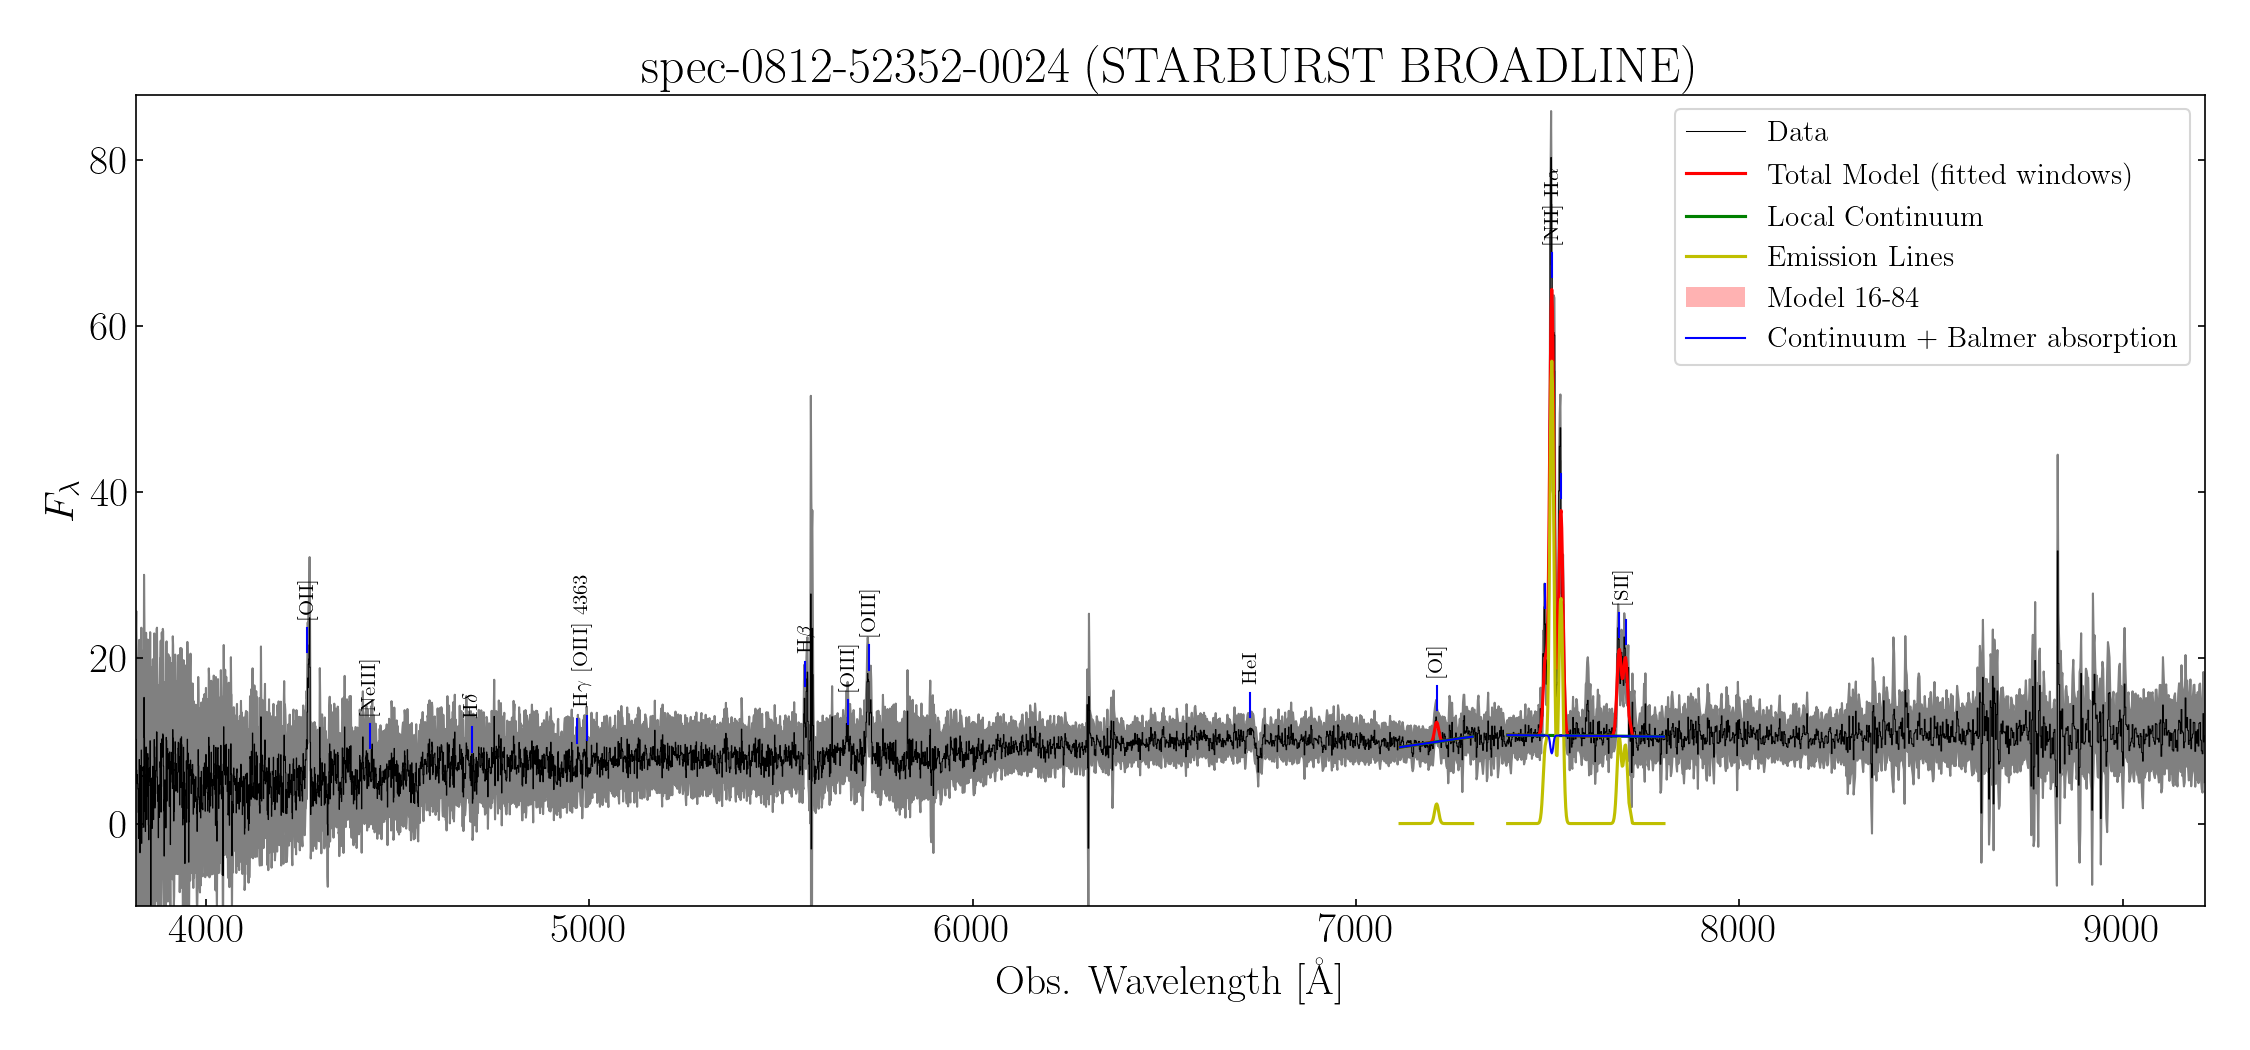 spec-0812-52352-0024 (STARBURST BROADLINE)
Data
Total Model (fitted windows)
Local Continuum
Emission Lines
Model 16-84
Continuum + Balmer absorption
[OII]
[NeIII]
Hδ
Hγ [OIII] 4363
Hβ
[OIII]
[OIII]
HeI
[OI]
[NII] Hα
[SII]
80
60
40
20
0
F_λ
4000 5000 6000 7000 8000 9000
Obs. Wavelength [Å]